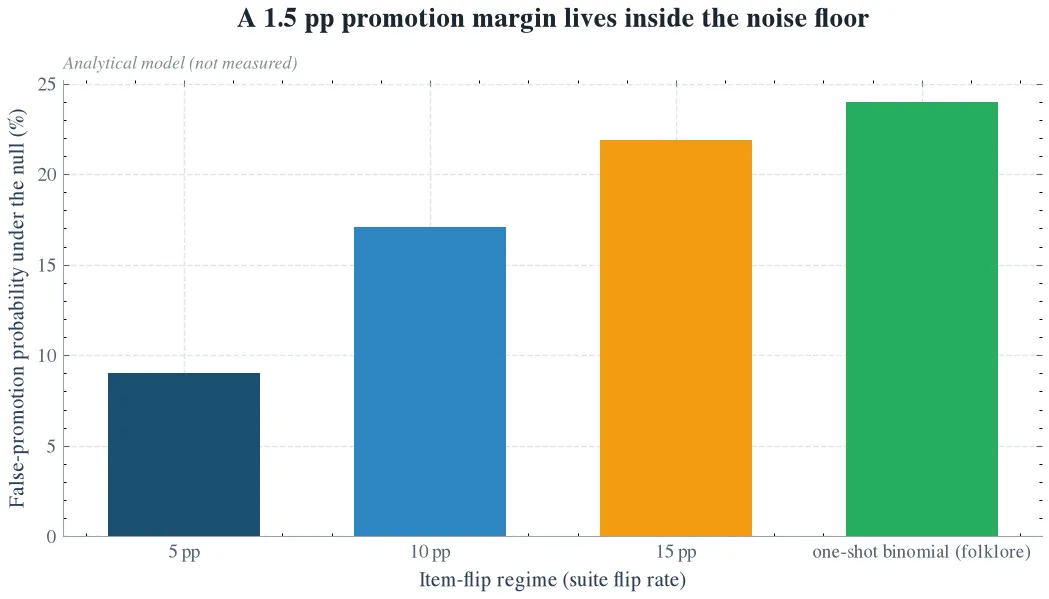 A 1.5 pp promotion margin lives inside the noise floor
Analytical model (not measured)
False-promotion probability under the null (%)
25
20
15
10
5
0
5 pp
10 pp
15 pp
one-shot binomial (folklore)
Item-flip regime (suite flip rate)